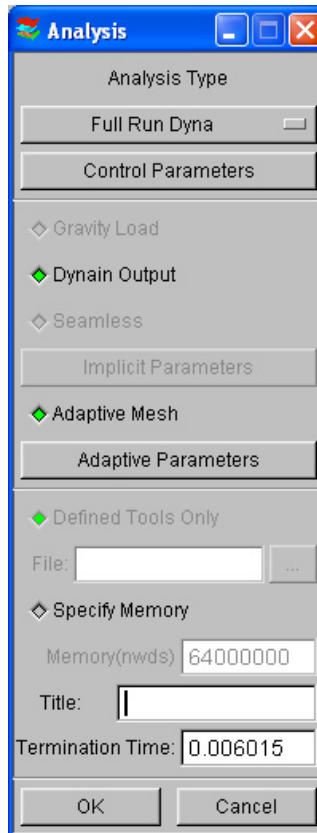 Analysis
Analysis Type
Full Run Dyna
Control Parameters
Gravity Load
Dynain Output
Seamless
Implicit Parameters
Adaptive Mesh
Adaptive Parameters
Defined Tools Only
File: ...
Specify Memory
Memory(nwds) 64000000
Title:
Termination Time: 0.006015
OK Cancel